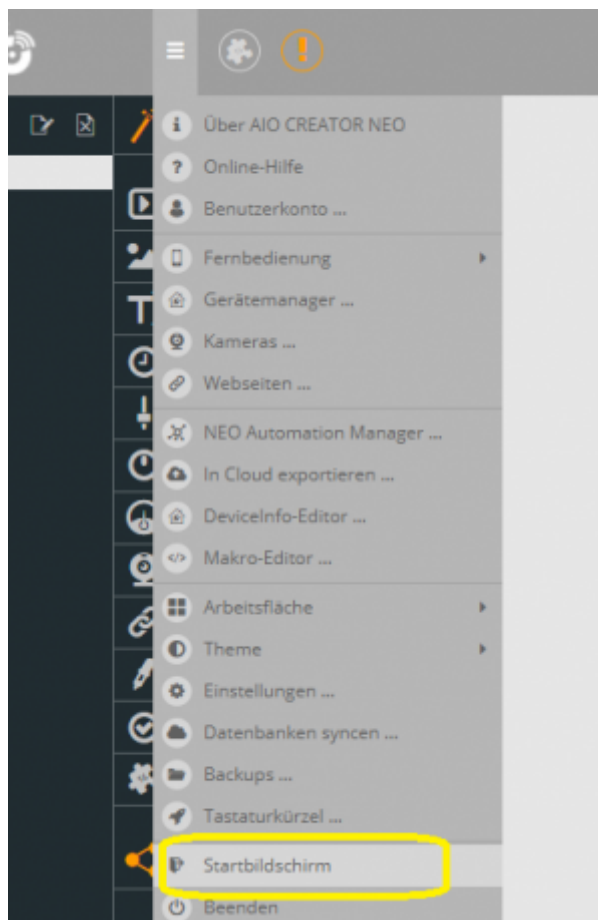 Über AIO CREATOR NEO
Online-Hilfe
Benutzerkonto ...
Fernbedienung
Gerätemanager ...
Kameras ...
Webseiten ...
NEO Automation Manager ...
In Cloud exportieren ...
DeviceInfo-Editor ...
Makro-Editor ...
Arbeitsfläche
Theme
Einstellungen ...
Datenbanken syncen ...
Backups ...
Tastaturkürzel ...
Startbildschirm
Beenden